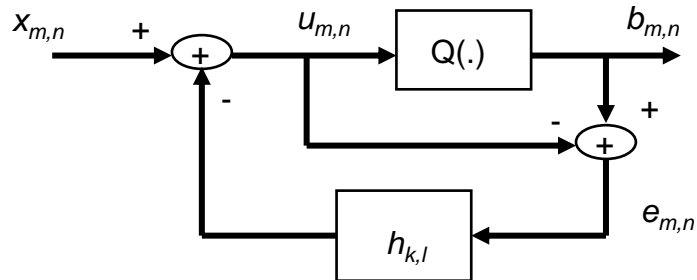 x_{m,n} + + u_{m,n} Q(.) b_{m,n}
- - + +
h_{k,l} e_{m,n}